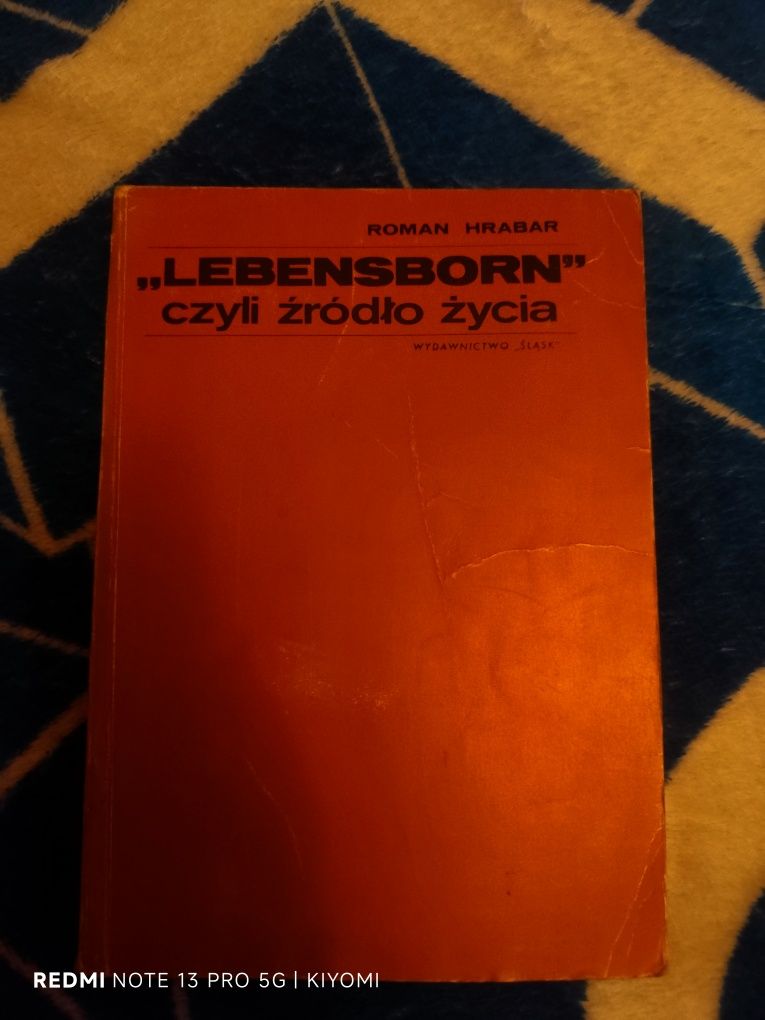 ROMAN HRABAR
„LEBENSBORN”
czyli źródło życia
WYDAWNICTWO „ŚLĄSK”
REDMI NOTE 13 PRO 5G | KIYOMI